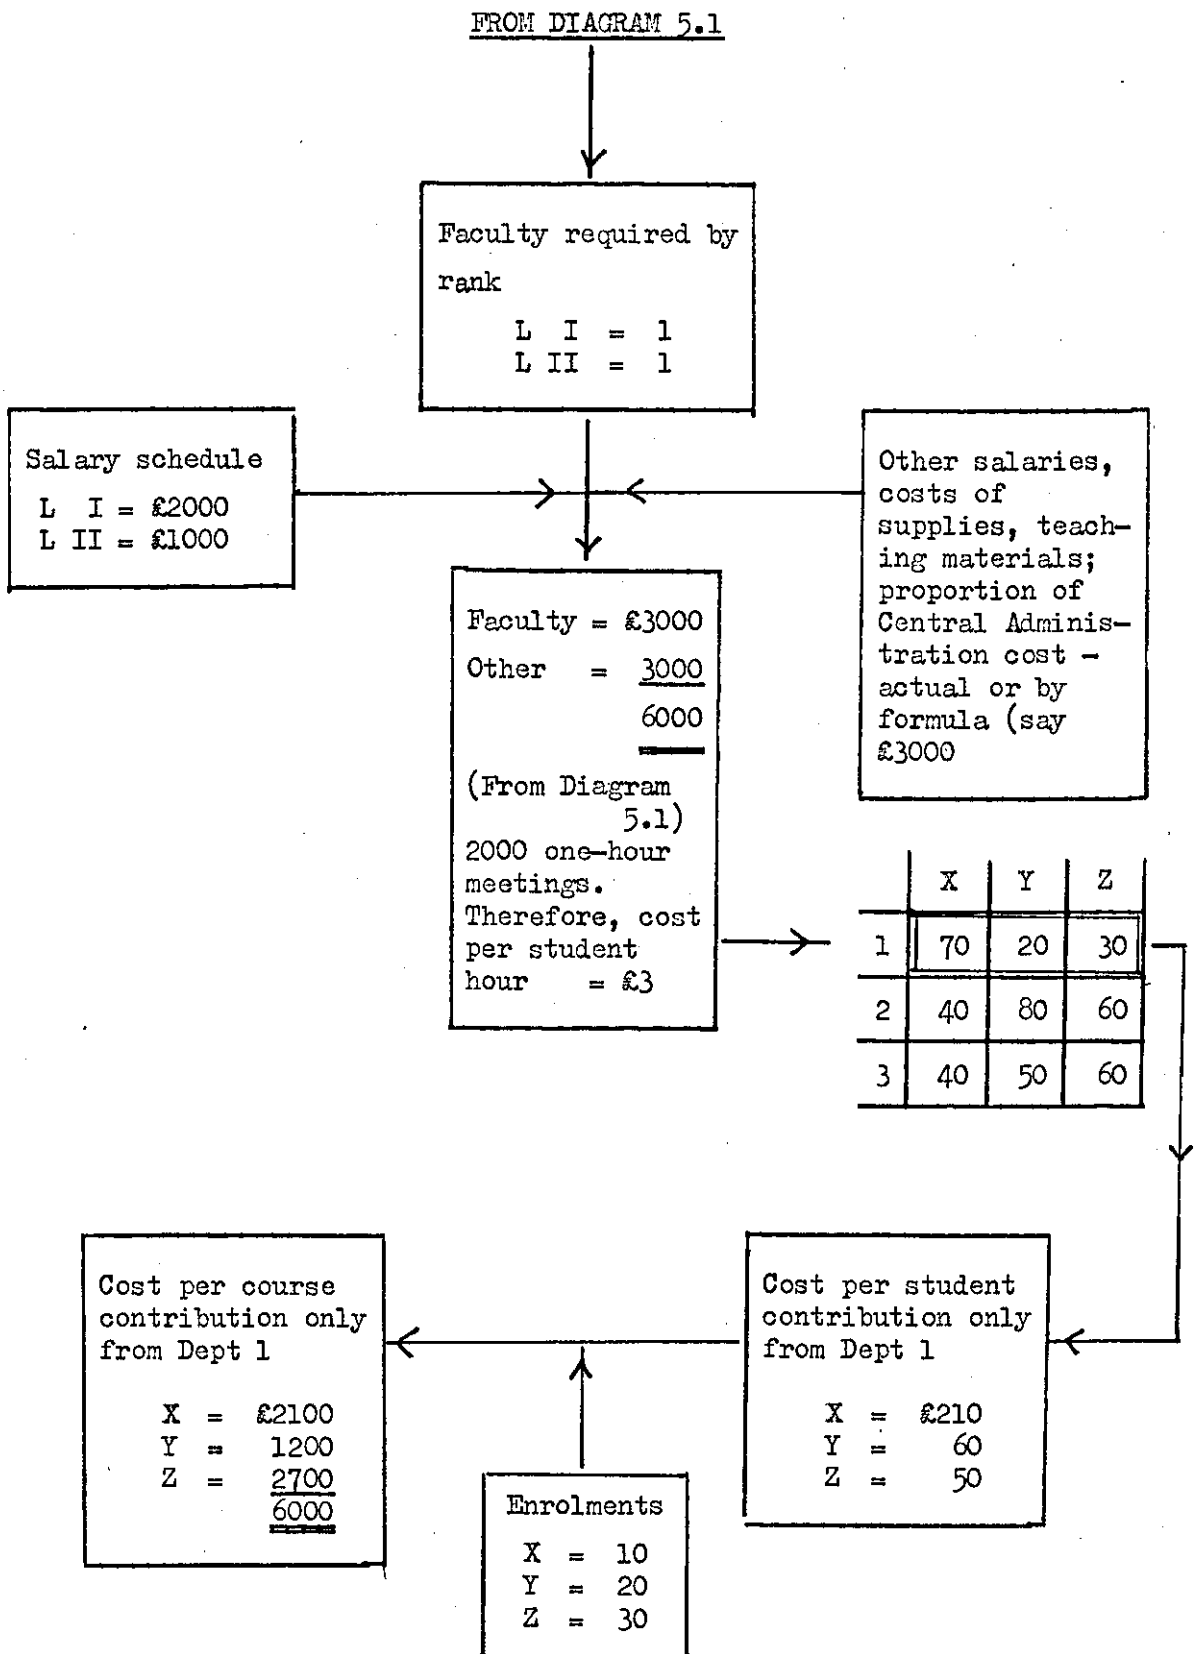 FROM DIAGRAM 5.1
Faculty required by
rank
L I = 1
L II = 1
Salary schedule
L I = £2000
L II = £1000
Other salaries,
costs of
supplies, teach-
ing materials;
proportion of
Central Adminis-
tration cost -
actual or by
formula (say
£3000
Faculty = £3000
Other = 3000
6000
(From Diagram
5.1)
2000 one-hour
meetings.
Therefore, cost
per student
hour = £3
X Y Z
1 70 20 30
2 40 80 60
3 40 50 60
Cost per course
contribution only
from Dept 1
X = £2100
Y = 1200
Z = 2700
6000
Cost per student
contribution only
from Dept 1
X = £210
Y = 60
Z = 50
Enrolments
X = 10
Y = 20
Z = 30